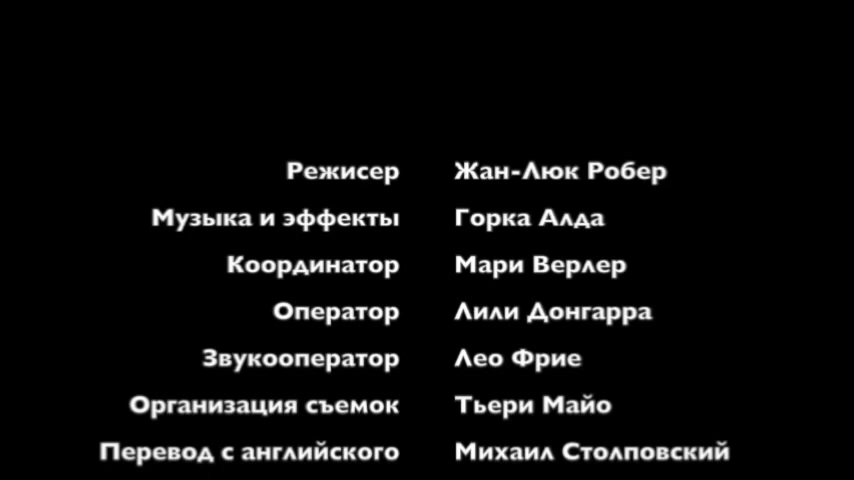 Режисер Жан-Люк Робер
Музыка и эффекты Горка Алда
Координатор Мари Верлер
Оператор Лили Донгарра
Звукооператор Лео Фрие
Организация съемок Тьери Майо
Перевод с английского Михаил Столповский